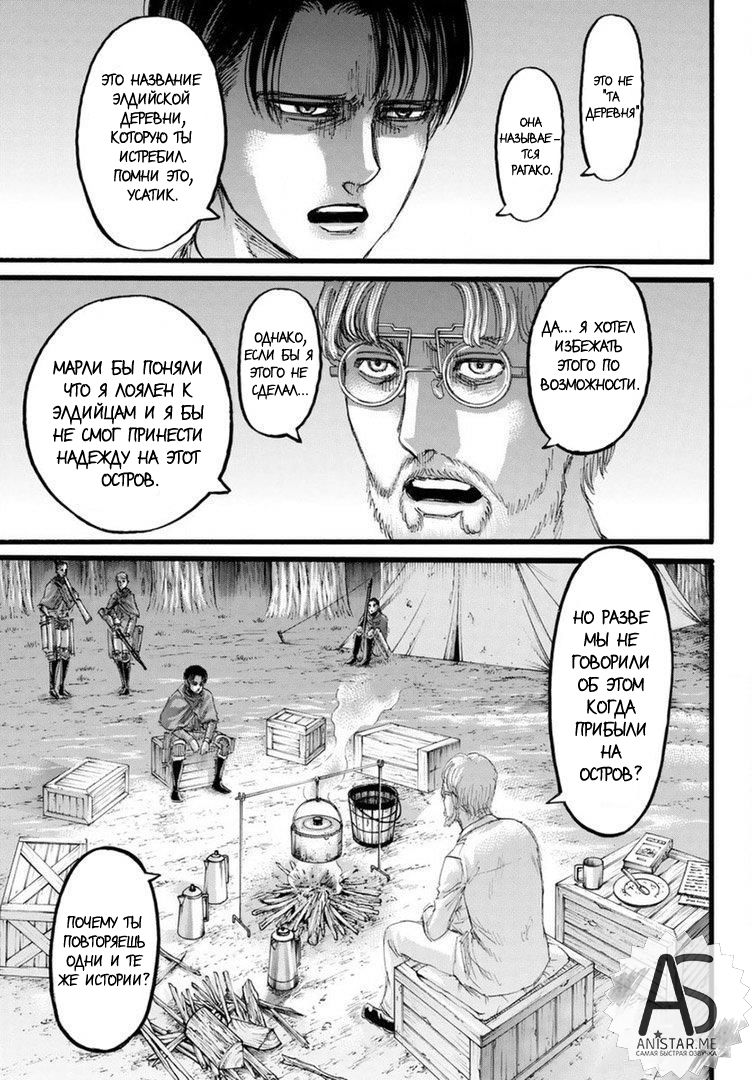 ЭТО НЕ
"ТА
ДЕРЕВНЯ"
ОНА
НАЗЫВАЕ-
ТСЯ
РАГАКО.
ЭТО НАЗВАНИЕ
ЭЛДИЙСКОЙ
ДЕРЕВНИ,
КОТОРУЮ ТЫ
ИСТРЕБИЛ.
ПОМНИ ЭТО,
УСАТИК.
ДА... Я ХОТЕЛ
ИЗБЕЖАТЬ
ЭТОГО ПО
ВОЗМОЖНОСТИ.
ОДНАКО,
ЕСЛИ БЫ Я
ЭТОГО НЕ
СДЕЛАЛ...
МАРЛИ БЫ ПОНЯЛИ
ЧТО Я ЛОЯЛЕН К
ЭЛДИЙЦАМ И Я БЫ
НЕ СМОГ ПРИНЕСТИ
НАДЕЖДУ НА ЭТОТ
ОСТРОВ.
НО РАЗВЕ
МЫ НЕ
ГОВОРИЛИ
ОБ ЭТОМ
КОГДА
ПРИБЫЛИ
НА
ОСТРОВ?
ПОЧЕМУ ТЫ
ПОВТОРЯЕШЬ
ОДНИ И ТЕ
ЖЕ ИСТОРИИ?
AS
ANISTAR.ME
САМАЯ БЫСТРАЯ ОЗВУЧКА